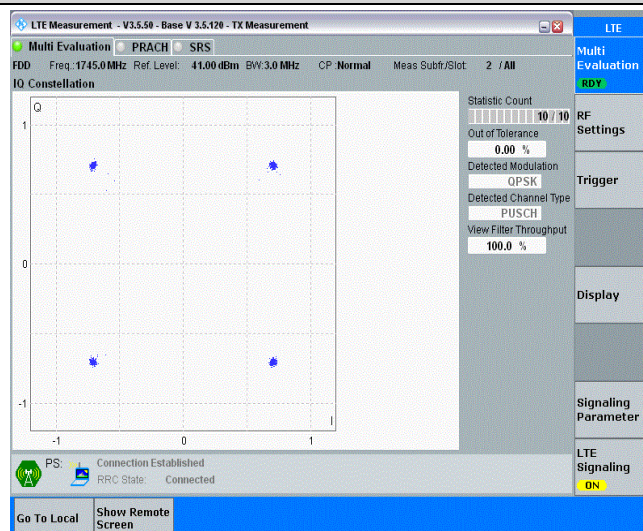 LTE Measurement - V3.5.50 - Base V 3.5.120 - TX Measurement
LTE
Multi Evaluation PRACH SRS
Multi
Evaluation
RDY
FDD Freq.:1745.0 MHz Ref. Level: 41.00 dBm BW:3.0 MHz CP :Normal Meas Subfr./Slot: 2 / All
IQ Constellation
Q
1
0
-1
-1 0 1
I
Statistic Count
10 / 10
Out of Tolerance
0.00 %
Detected Modulation
QPSK
Detected Channel Type
PUSCH
View Filter Throughput
100.0 %
RF
Settings
Trigger
Display
Signaling
Parameter
LTE
Signaling
ON
PS: Connection Established
RRC State: Connected
Go To Local
Show Remote
Screen